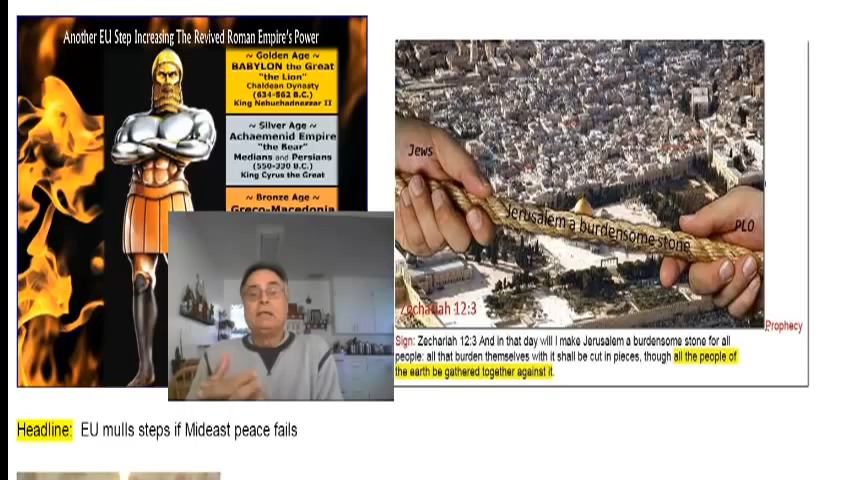 Another EU Step Increasing The Revived Roman Empire's Power
~ Golden Age ~
BABYLON the Great
"the Lion"
Chaldean Dynasty
(634-562 B.C.)
King Nebuchadnezzar II
~ Silver Age ~
Achaemenid Empire
"the Bear"
Medians and Persians
(550-330 B.C.)
King Cyrus the Great
~ Bronze Age ~
Greco-Macedonia
Jews
PLO
Jerusalem a burdensome stone
Zechariah 12:3
Prophecy
Sign: Zechariah 12:3 And in that day will I make Jerusalem a burdensome stone for all
people: all that burden themselves with it shall be cut in pieces, though all the people of
the earth be gathered together against it.
Headline: EU mulls steps if Mideast peace fails